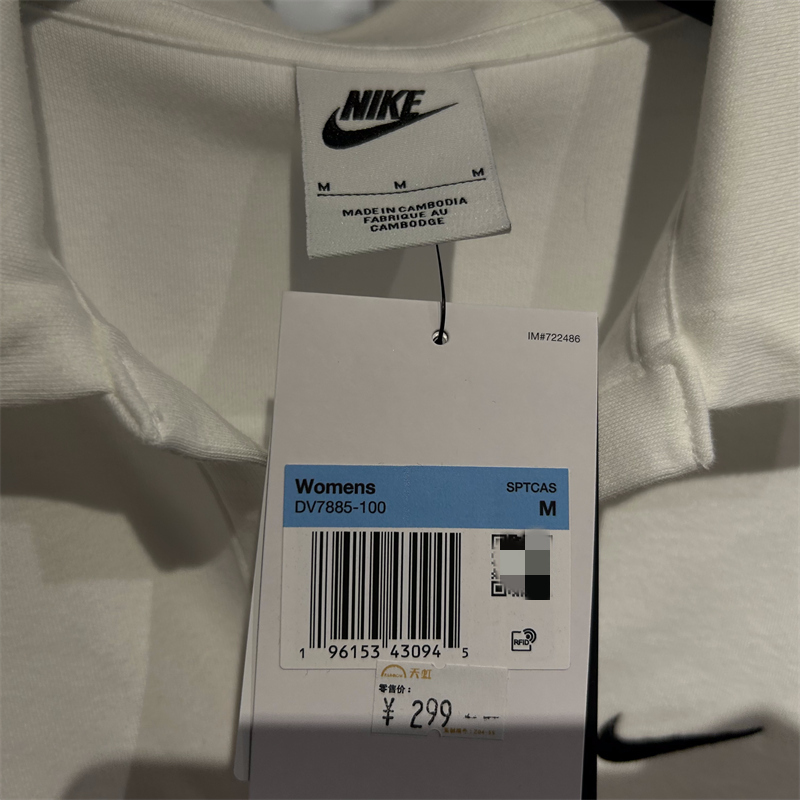 NIKE
M M M
MADE IN CAMBODIA
FABRIQUE AU
CAMBODGE
IM#722486
Womens SPTCAS
DV7885-100 M
RFID
1 96153 43094 5
天虹
零售价：
¥ 299